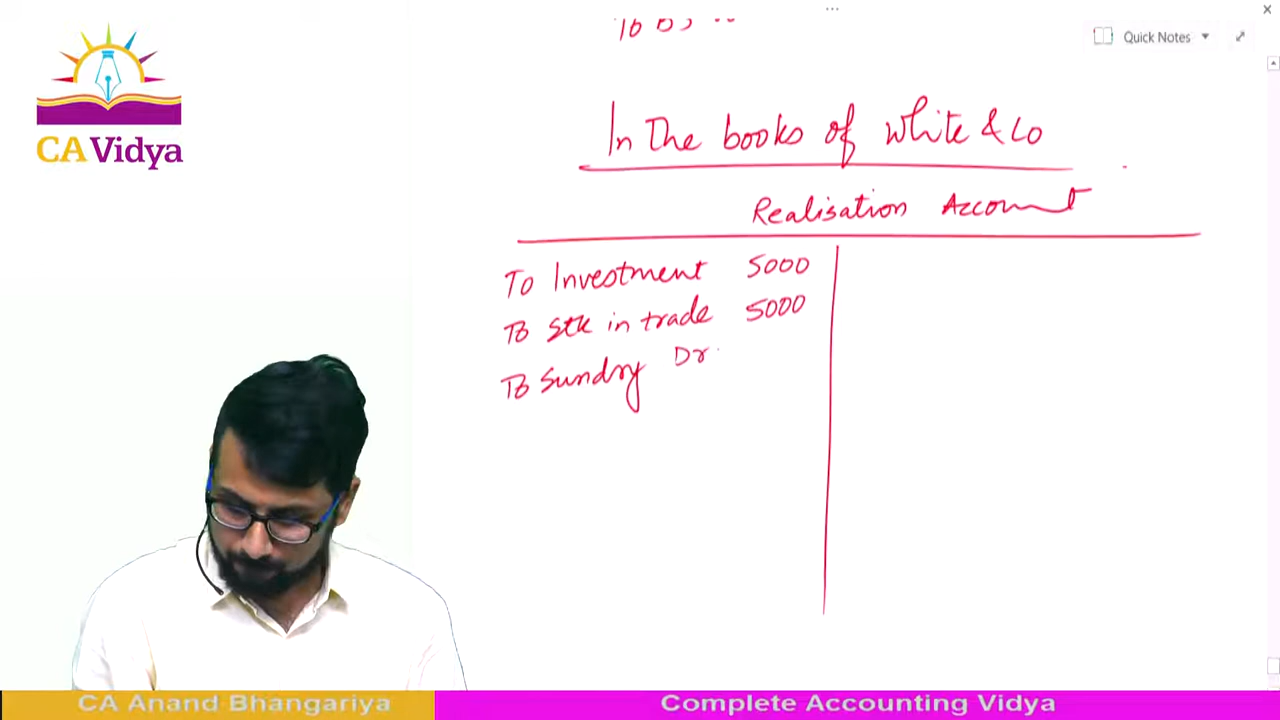 Quick Notes
In The books of White & Co
CA Vidya
Realisation Account
To Investment 5000
To Stk in trade 5000
To Sundry Dr
CA Anand Bhangariya
Complete Accounting Vidya